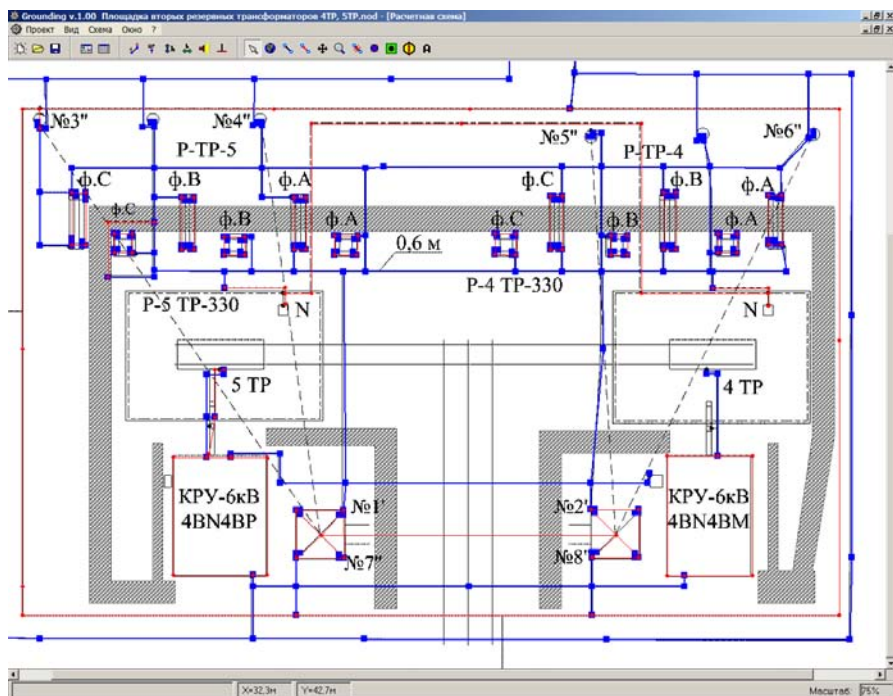 Grounding v.1.00 Площадка вторых резервных трансформаторов 4ТР, 5ТР.nod - [Расчетная схема]
Проект Вид Схема Окно ?
A
№3" №4" №5" №6"
Р-ТР-5 Р-ТР-4
ф.С ф.В ф.А ф.С ф.В ф.А
ф.С ф.В ф.А ф.С ф.В ф.А
0,6 м
Р-5 ТР-330 Р-4 ТР-330
N N
5 ТР 4 ТР
КРУ-6кВ №1' №2' КРУ-6кВ
4BN4BP 4BN4BM
№7" №8'
X=32,3м Y=42,7м Масштаб: 75%